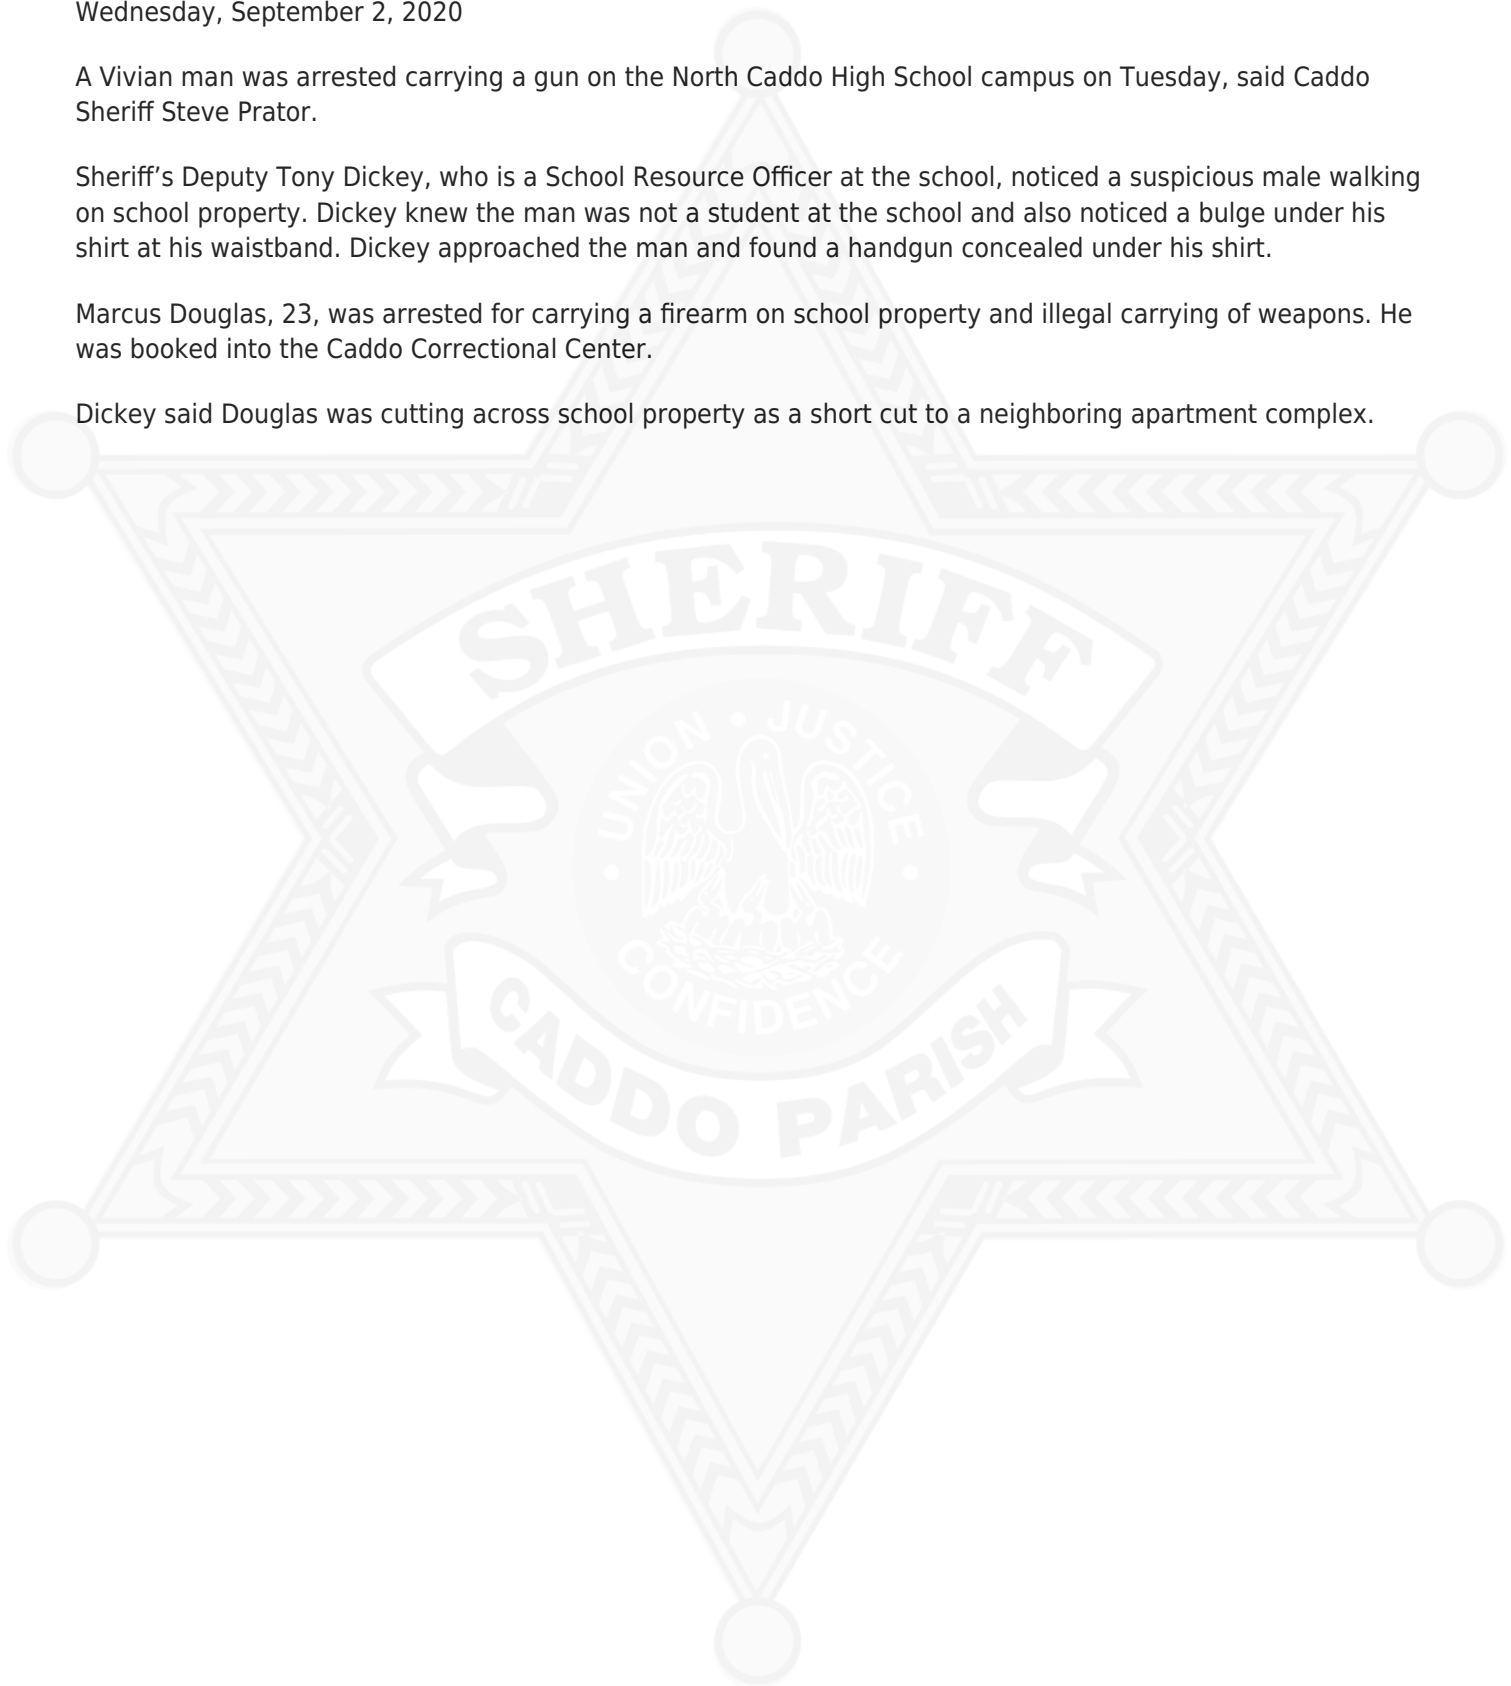 Wednesday, September 2, 2020
A Vivian man was arrested carrying a gun on the North Caddo High School campus on Tuesday, said Caddo
Sheriff Steve Prator.
Sheriff’s Deputy Tony Dickey, who is a School Resource Officer at the school, noticed a suspicious male walking
on school property. Dickey knew the man was not a student at the school and also noticed a bulge under his
shirt at his waistband. Dickey approached the man and found a handgun concealed under his shirt.
Marcus Douglas, 23, was arrested for carrying a firearm on school property and illegal carrying of weapons. He
was booked into the Caddo Correctional Center.
Dickey said Douglas was cutting across school property as a short cut to a neighboring apartment complex.
SHERIFF
UNION • JUSTICE
• CONFIDENCE •
CADDO PARISH